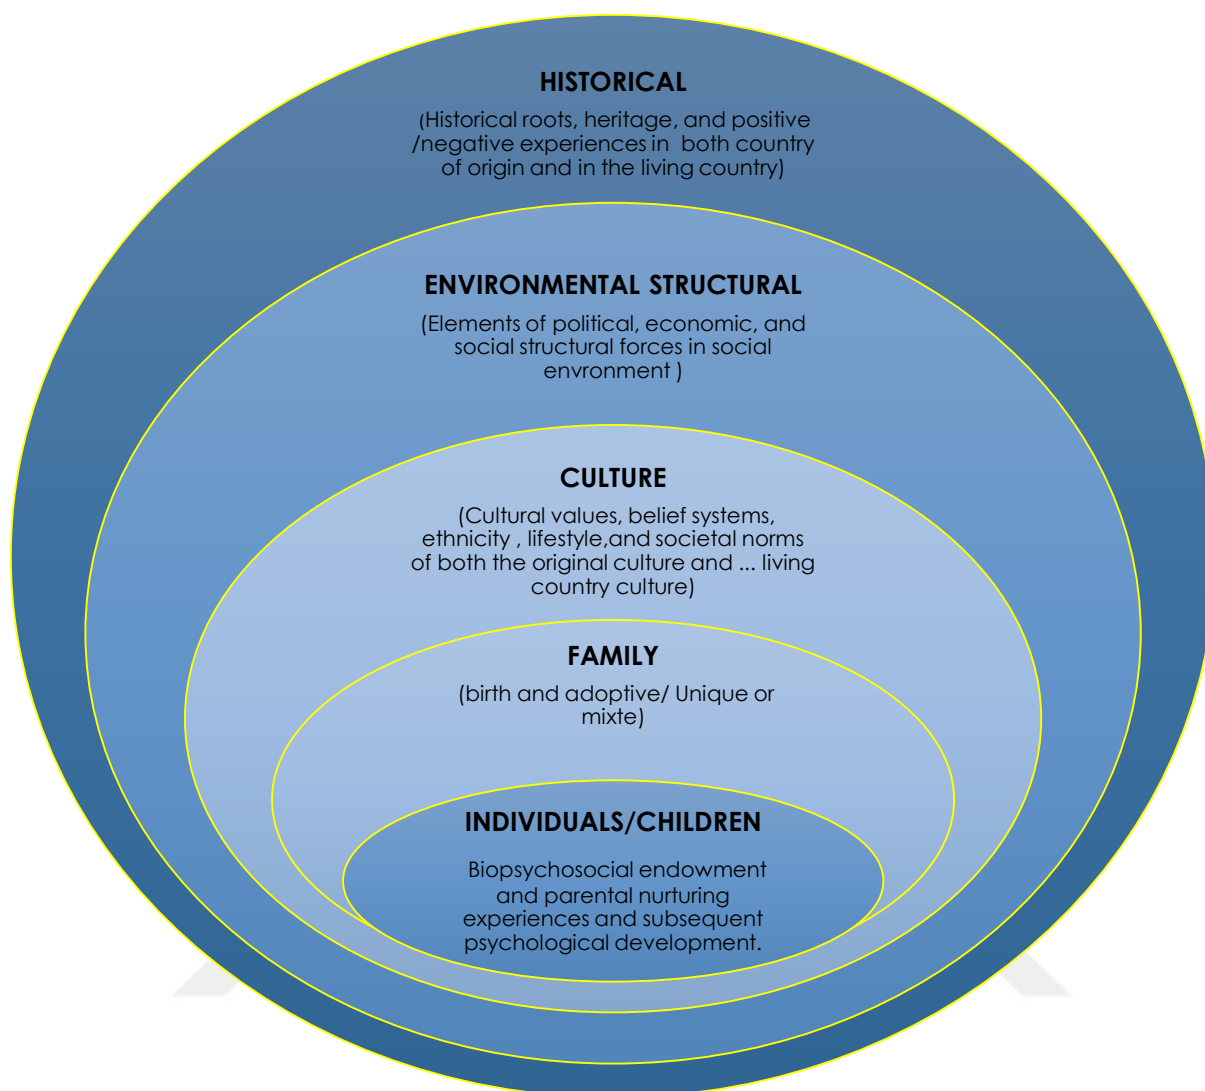 HISTORICAL
(Historical roots, heritage, and positive
/negative experiences in both country
of origin and in the living country)
ENVIRONMENTAL STRUCTURAL
(Elements of political, economic, and
social structural forces in social
envronment )
CULTURE
(Cultural values, belief systems,
ethnicity , lifestyle,and societal norms
of both the original culture and ... living
country culture)
FAMILY
(birth and adoptive/ Unique or
mixte)
INDIVIDUALS/CHILDREN
Biopsychosocial endowment
and parental nurturing
experiences and subsequent
psychological development.